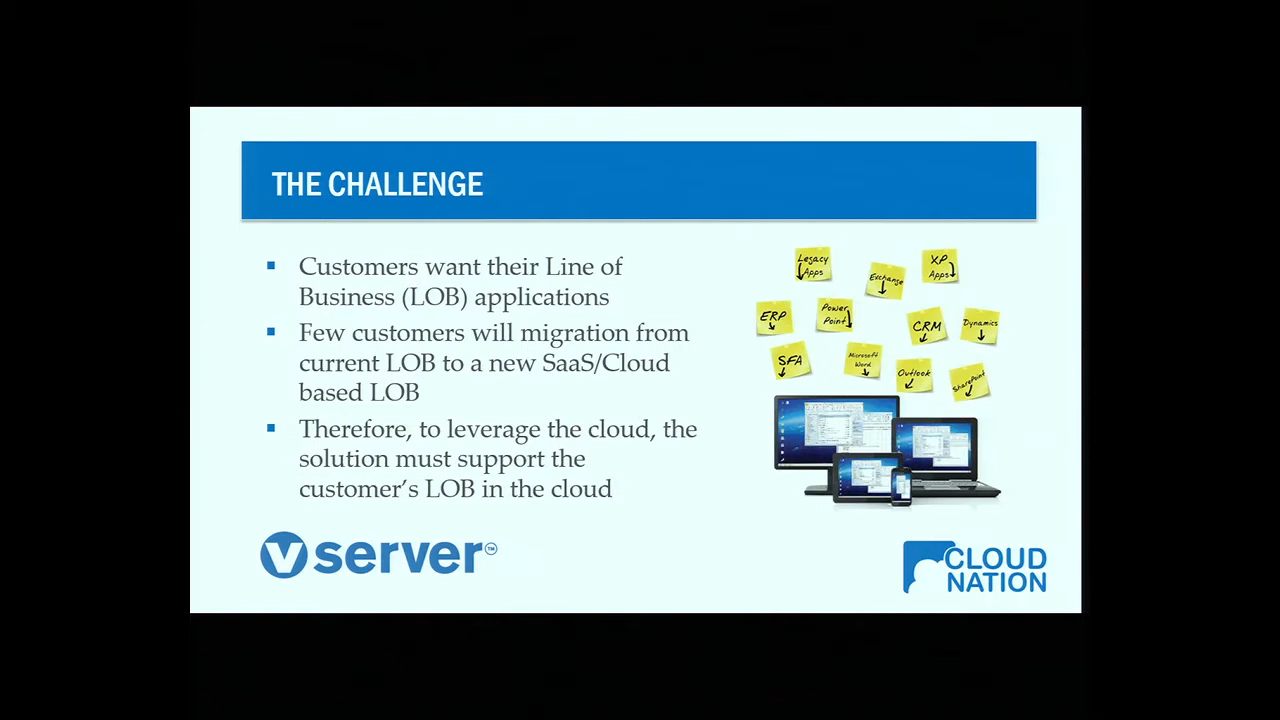 THE CHALLENGE
Customers want their Line of
Business (LOB) applications
Few customers will migration from
current LOB to a new SaaS/Cloud
based LOB
Therefore, to leverage the cloud, the
solution must support the
customer's LOB in the cloud
Legacy
Apps
Exchange
XP
Apps
ERP
Power
Point
CRM
Dynamics
SFA
Microsoft
Word
Outlook
SharePoint
Vserver™
CLOUD
NATION